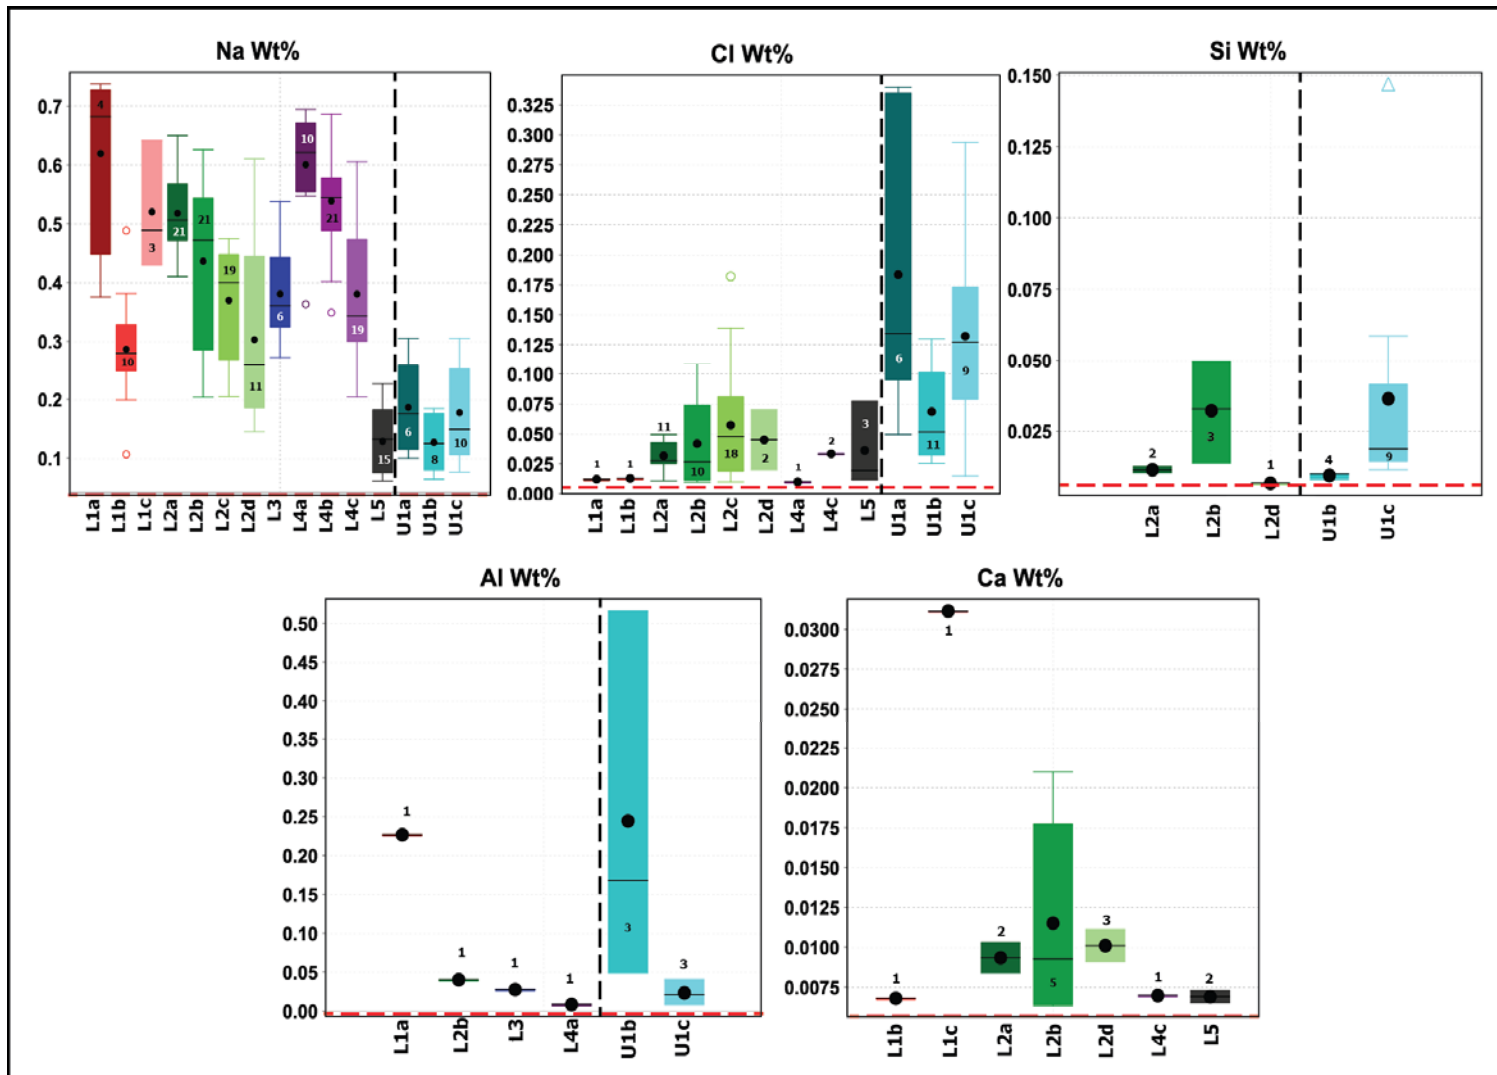 Na Wt%
0.7
0.6
0.5
0.4
0.3
0.2
0.1
4
10
3
21
21
19
11
6
10
21
19
15
6
8
10
L1a
L1b
L1c
L2a
L2b
L2c
L2d
L3
L4a
L4b
L4c
L5
U1a
U1b
U1c
Cl Wt%
0.325
0.300
0.275
0.250
0.225
0.200
0.175
0.150
0.125
0.100
0.075
0.050
0.025
0.000
1
1
11
10
18
2
1
2
3
6
11
9
L1a
L1b
L2a
L2b
L2c
L2d
L4a
L4c
L5
U1a
U1b
U1c
Si Wt%
0.150
0.125
0.100
0.075
0.050
0.025
2
3
1
4
9
L2a
L2b
L2d
U1b
U1c
Al Wt%
0.50
0.45
0.40
0.35
0.30
0.25
0.20
0.15
0.10
0.05
0.00
1
1
1
1
3
3
L1a
L2b
L3
L4a
U1b
U1c
Ca Wt%
0.0300
0.0275
0.0250
0.0225
0.0200
0.0175
0.0150
0.0125
0.0100
0.0075
1
1
2
5
3
1
2
L1b
L1c
L2a
L2b
L2d
L4c
L5